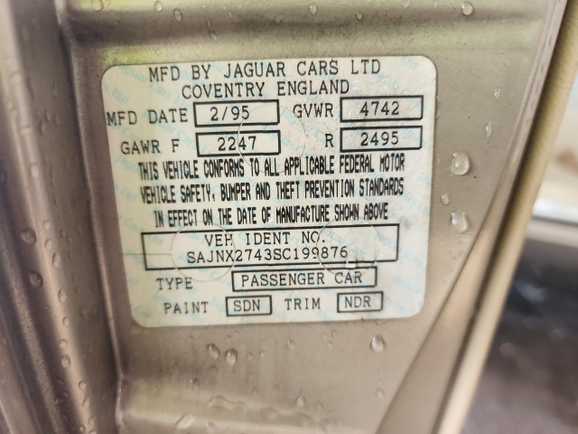 MFD BY JAGUAR CARS LTD
COVENTRY ENGLAND
MFD DATE 2/95 GVWR 4742
GAWR F 2247 R 2495
THIS VEHICLE CONFORMS TO ALL APPLICABLE FEDERAL MOTOR
VEHICLE SAFETY, BUMPER AND THEFT PREVENTION STANDARDS
IN EFFECT ON THE DATE OF MANUFACTURE SHOWN ABOVE
VEH IDENT NO.
SAJNX2743SC199876
TYPE PASSENGER CAR
PAINT SDN TRIM NDR